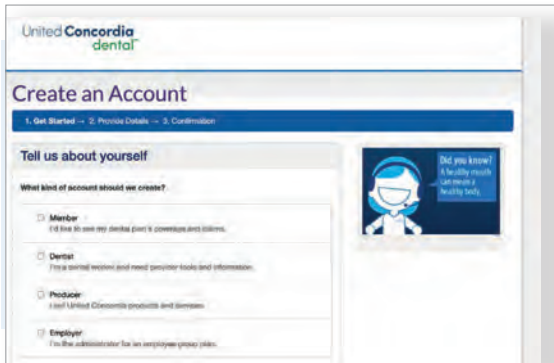 United Concordia
dental
Create an Account
1. Get Started → 2. Provide Details → 3. Confirmation
Tell us about yourself
Did you know?
A healthy mouth
can mean a
healthy body.
What kind of account should we create?
Member
I'd like to see my dental plan's coverage and claims.
Dentist
I'm a dental provider and need provider tools and information.
Producer
I sell United Concordia products and services.
Employer
I'm the administrator for an employee group plan.